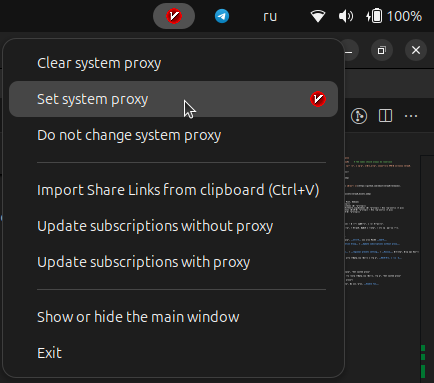 ru 100%
Clear system proxy
Set system proxy
Do not change system proxy
Import Share Links from clipboard (Ctrl+V)
Update subscriptions without proxy
Update subscriptions with proxy
Show or hide the main window
Exit